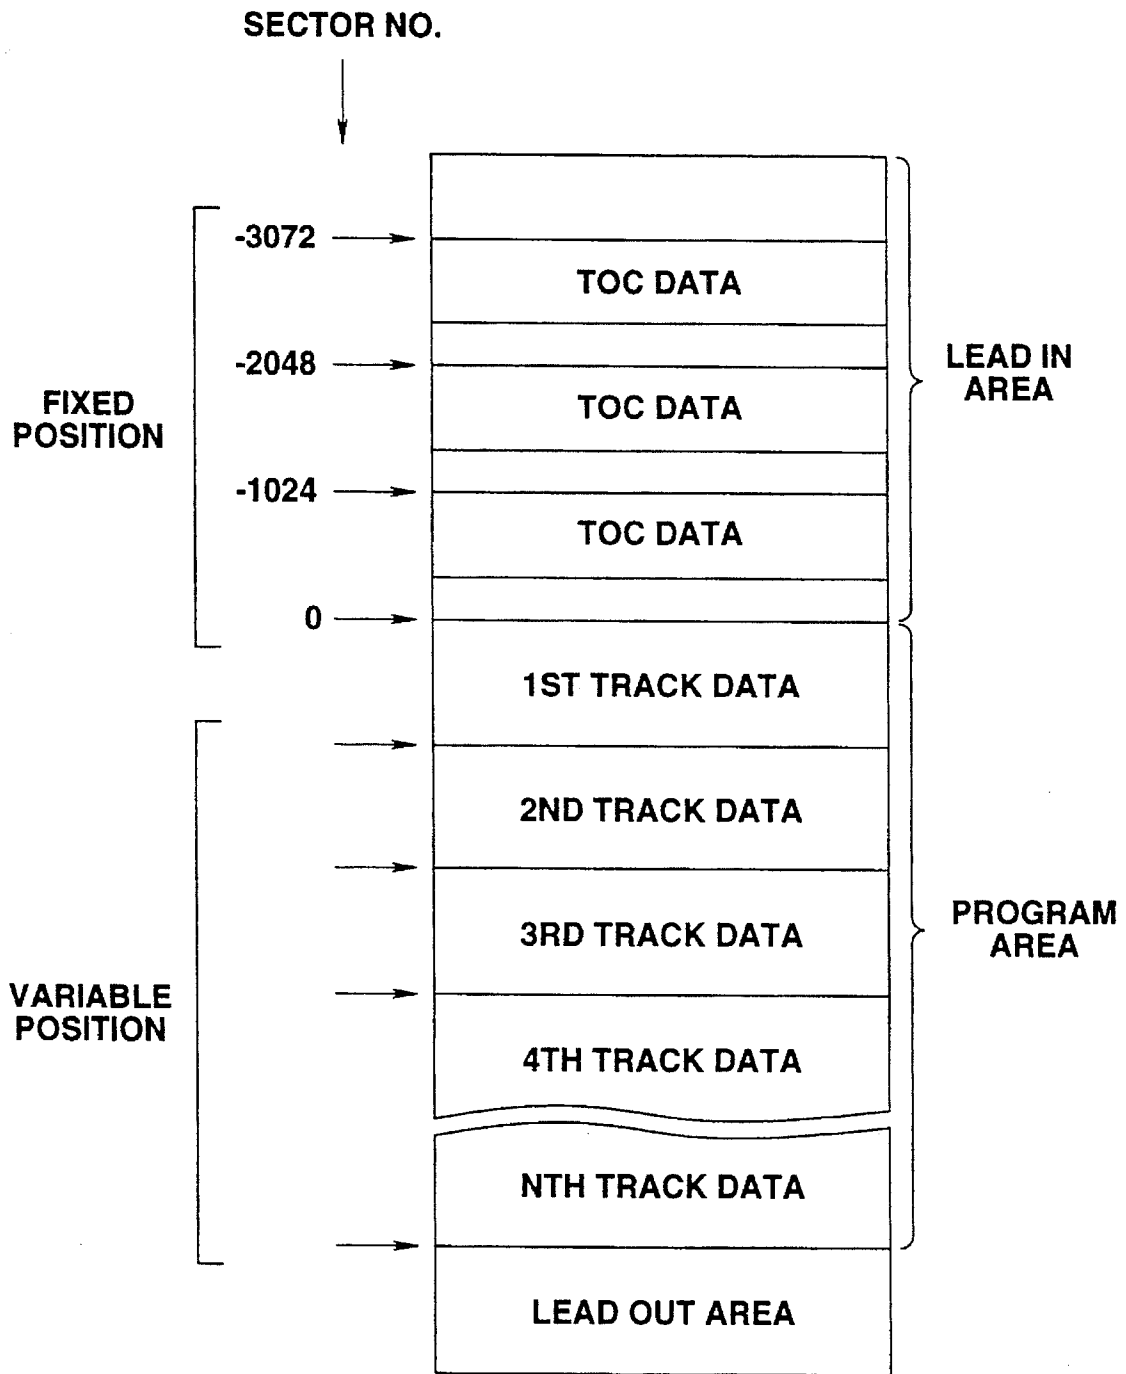 SECTOR NO.
-3072
TOC DATA
-2048
TOC DATA
LEAD IN
AREA
FIXED
POSITION
-1024
TOC DATA
0
1ST TRACK DATA
2ND TRACK DATA
3RD TRACK DATA
PROGRAM
AREA
VARIABLE
POSITION
4TH TRACK DATA
NTH TRACK DATA
LEAD OUT AREA